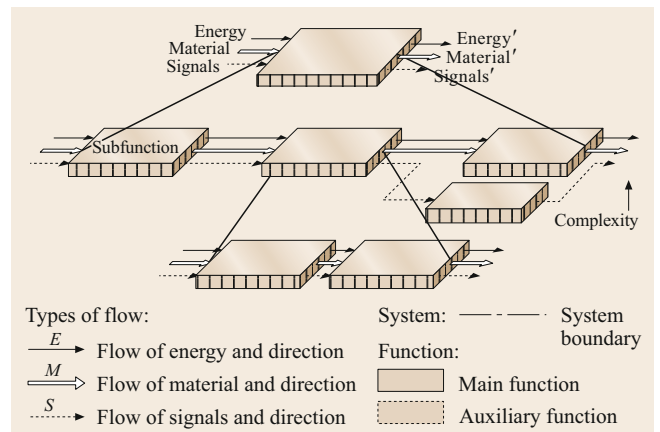 Energy
Material
Signals
Energy′
Material′
Signals′
Subfunction
Complexity
Types of flow:
E
Flow of energy and direction
M
Flow of material and direction
S
Flow of signals and direction
System:
System
boundary
Function:
Main function
Auxiliary function